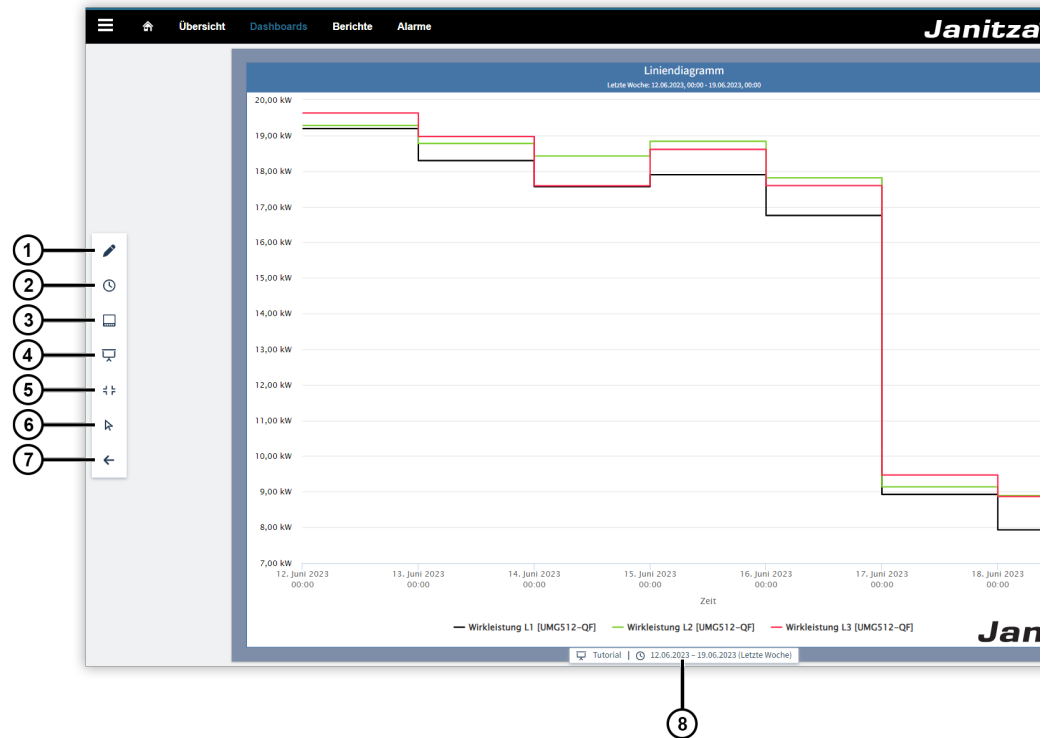 Übersicht Dashboards Berichte Alarme Janitza
Liniendiagramm
Letzte Woche: 12.06.2023, 00:00 - 19.06.2023, 00:00
20,00 kW
19,00 kW
18,00 kW
17,00 kW
1
16,00 kW
2
15,00 kW
3
14,00 kW
4
13,00 kW
5
12,00 kW
6
11,00 kW
7
10,00 kW
9,00 kW
8,00 kW
7,00 kW
12. Juni 2023 13. Juni 2023 14. Juni 2023 15. Juni 2023 16. Juni 2023 17. Juni 2023 18. Juni 2023
00:00 00:00 00:00 00:00 00:00 00:00 00:00
Zeit
Wirkleistung L1 [UMG512-QF] Wirkleistung L2 [UMG512-QF] Wirkleistung L3 [UMG512-QF]
Jan
Tutorial | 12.06.2023 – 19.06.2023 (Letzte Woche)
8